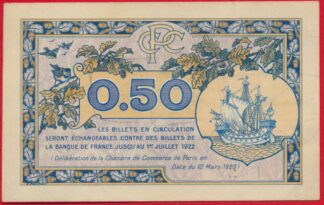 CCP
0.50
LES BILLETS EN CIRCULATION
SERONT ÉCHANGEABLES CONTRE DES BILLETS DE
LA BANQUE DE FRANCE JUSQU'AU 1ER JUILLET 1922
(Délibération de la Chambre de Commerce de Paris en
Date du 10 Mars 1920)